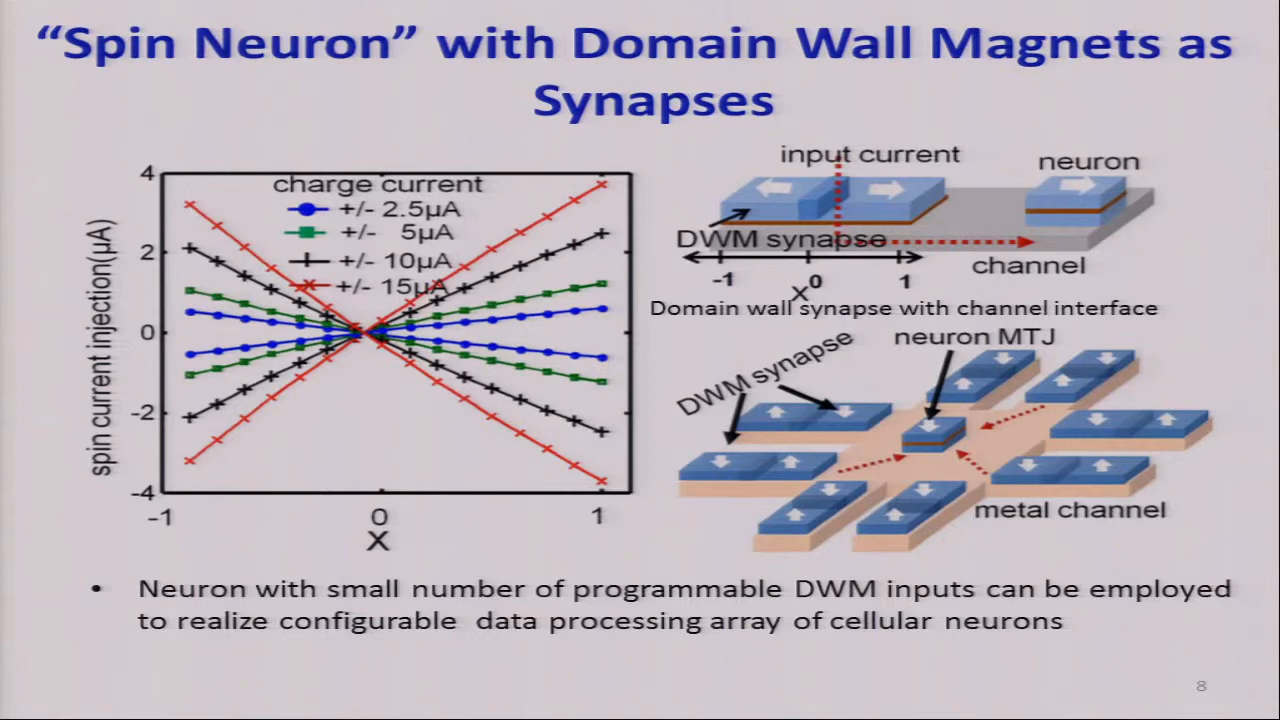 “Spin Neuron” with Domain Wall Magnets as
Synapses
4
2
0
-2
-4
spin current injection(μA)
charge current
+/- 2.5μA
+/- 5μA
+/- 10μA
+/- 15μA
-1
0
1
X
input current
neuron
DWM synapse
channel
-1
0
1
X
Domain wall synapse with channel interface
DWM synapse
neuron MTJ
metal channel
• Neuron with small number of programmable DWM inputs can be employed
to realize configurable data processing array of cellular neurons
8